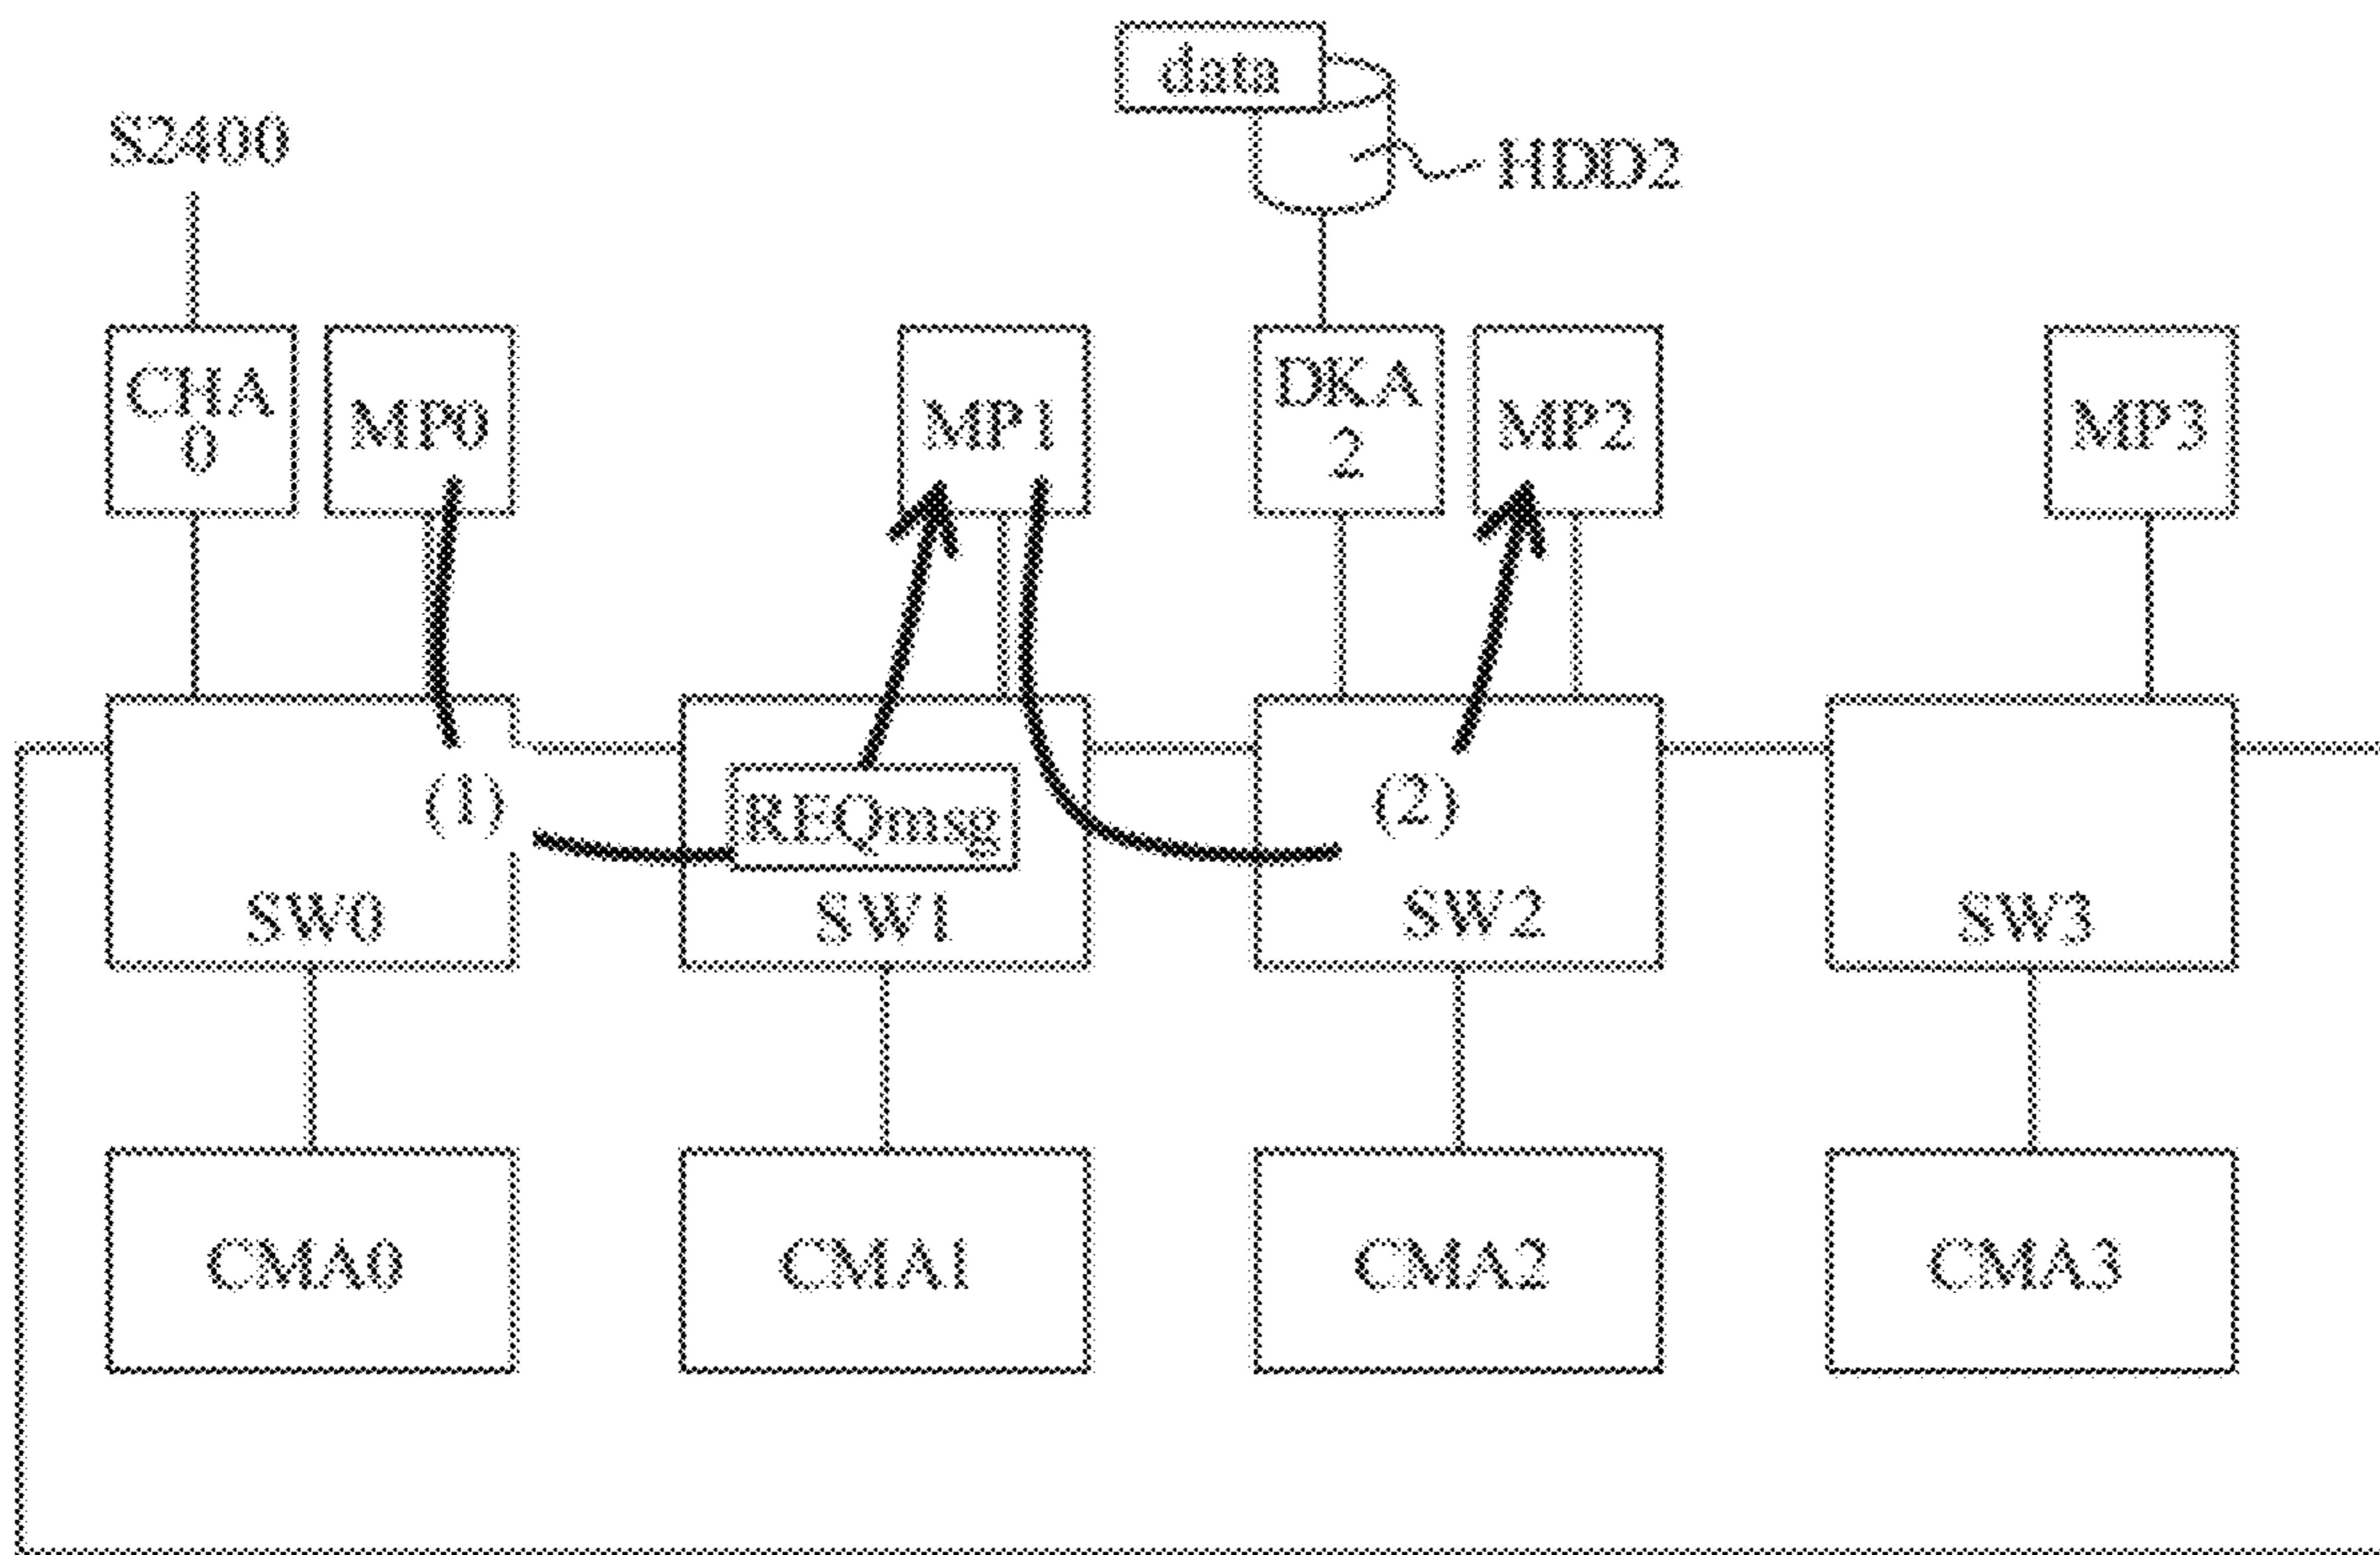 data
S2400
HDD2
CHA
0
MP0
MP1
DKA
2
MP2
MP3
(1)
REQmsg
(2)
SW0
SW1
SW2
SW3
CMA0
CMA1
CMA2
CMA3